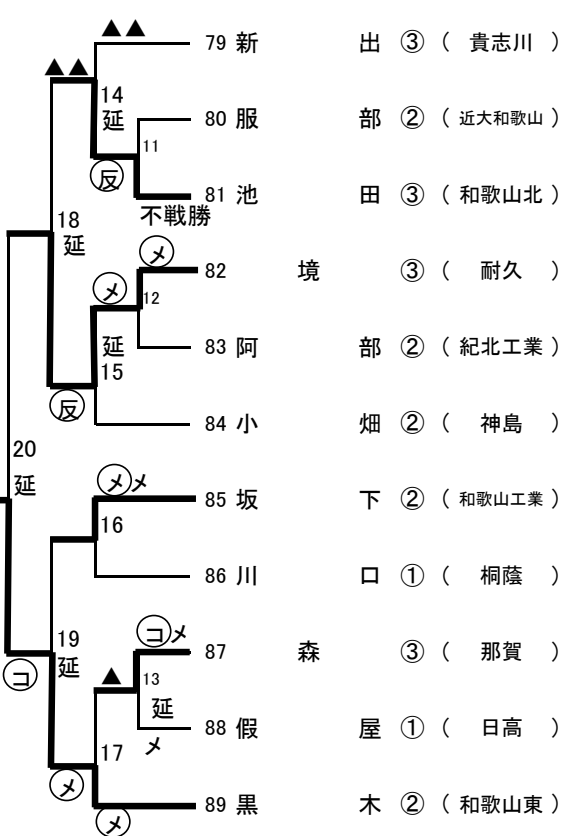 ▲▲
79 新 出 ③ ( 貴志川 )
▲▲
14
延
80 服 部 ② ( 近大和歌山 )
11
反
81 池 田 ③ ( 和歌山北 )
不戦勝
18
延
メ
82 境 ③ ( 耐久 )
メ
12
延
83 阿 部 ② ( 紀北工業 )
15
反
84 小 畑 ② ( 神島 )
20
延
メメ
85 坂 下 ② ( 和歌山工業 )
16
86 川 口 ① ( 桐蔭 )
コメ
19
延
87 森 ③ ( 那賀 )
コ
▲
13
延
88 假 屋 ① ( 日高 )
メ
17
メ
89 黒 木 ② ( 和歌山東 )
メ